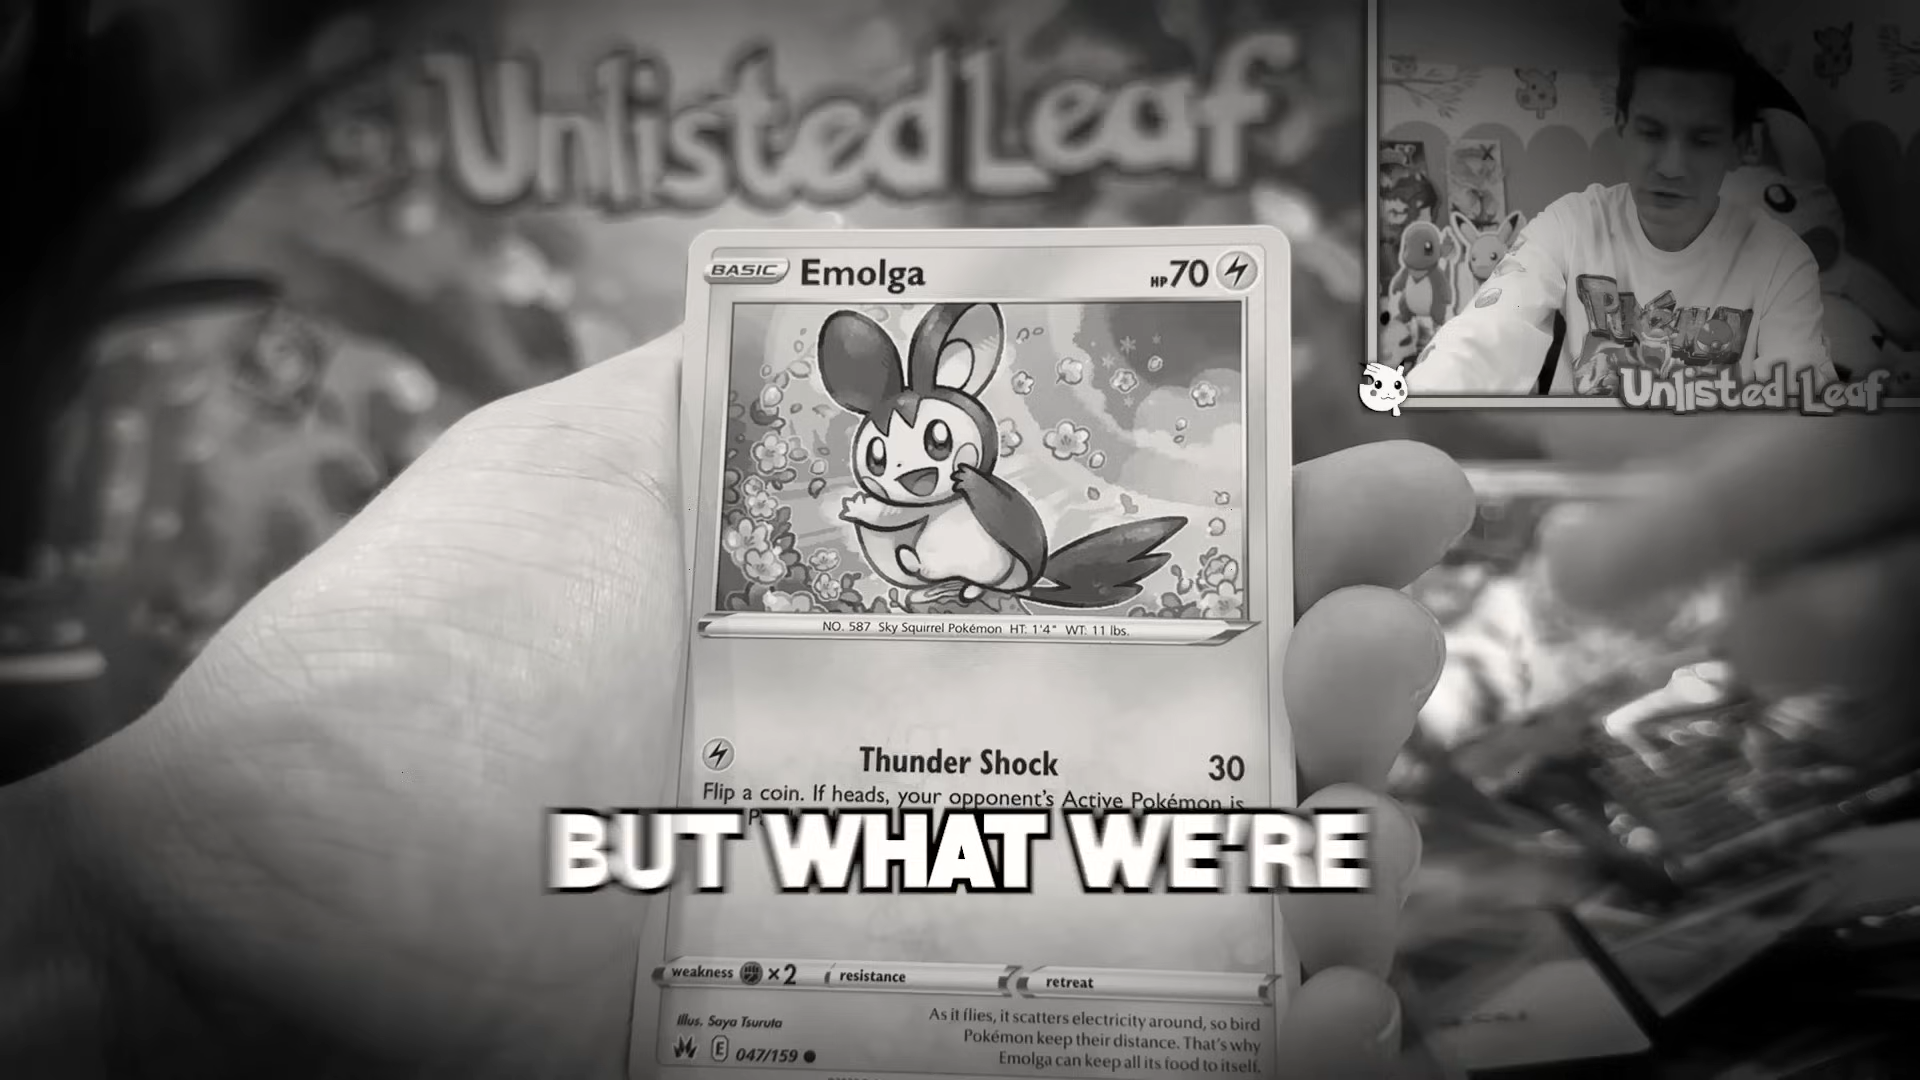 Unlisted Leaf
BASIC Emolga HP 70
NO. 587 Sky Squirrel Pokémon HT: 1'4" WT: 11 lbs.
Thunder Shock 30
Flip a coin. If heads, your opponent's Active Pokémon is
BUT WHAT WE'RE
weakness ×2 resistance retreat
Illus. Saya Tsuruta
E 047/159
As it flies, it scatters electricity around, so bird
Pokémon keep their distance. That's why
Emolga can keep all its food to itself.
POKéMON
Unlisted Leaf